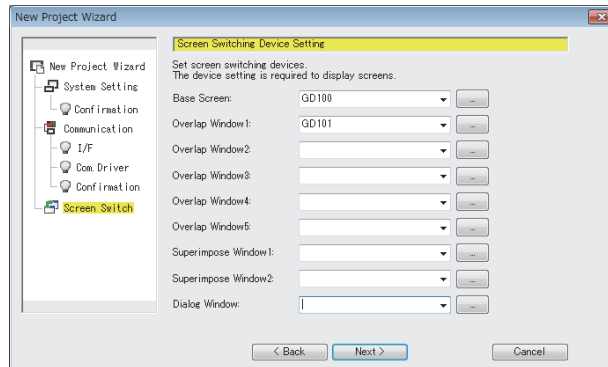 New Project Wizard
Screen Switching Device Setting
Set screen switching devices.
The device setting is required to display screens.
New Project Wizard
System Setting
Confirmation
Communication
I/F
Com. Driver
Confirmation
Screen Switch
Base Screen: GD100 ...
Overlap Window1: GD101 ...
Overlap Window2: ...
Overlap Window3: ...
Overlap Window4: ...
Overlap Window5: ...
Superimpose Window1: ...
Superimpose Window2: ...
Dialog Window: ...
< Back Next > Cancel